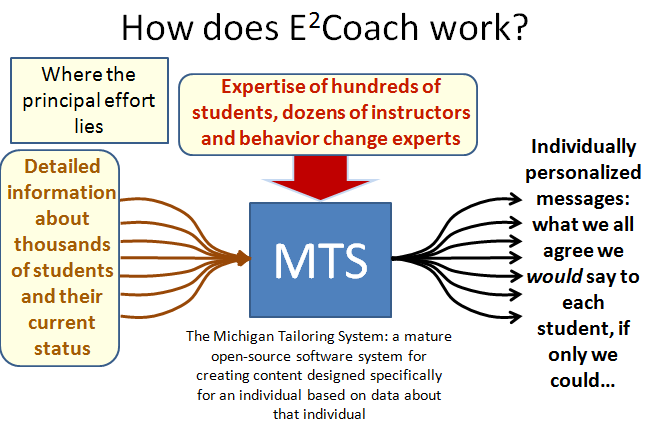 How does E²Coach work?
Where the
principal effort
lies
Expertise of hundreds of
students, dozens of instructors
and behavior change experts
Detailed
information
about
thousands
of students
and their
current
status
MTS
Individually
personalized
messages:
what we all
agree we
would say to
each
student, if
only we
could...
The Michigan Tailoring System: a mature
open-source software system for
creating content designed specifically
for an individual based on data about
that individual